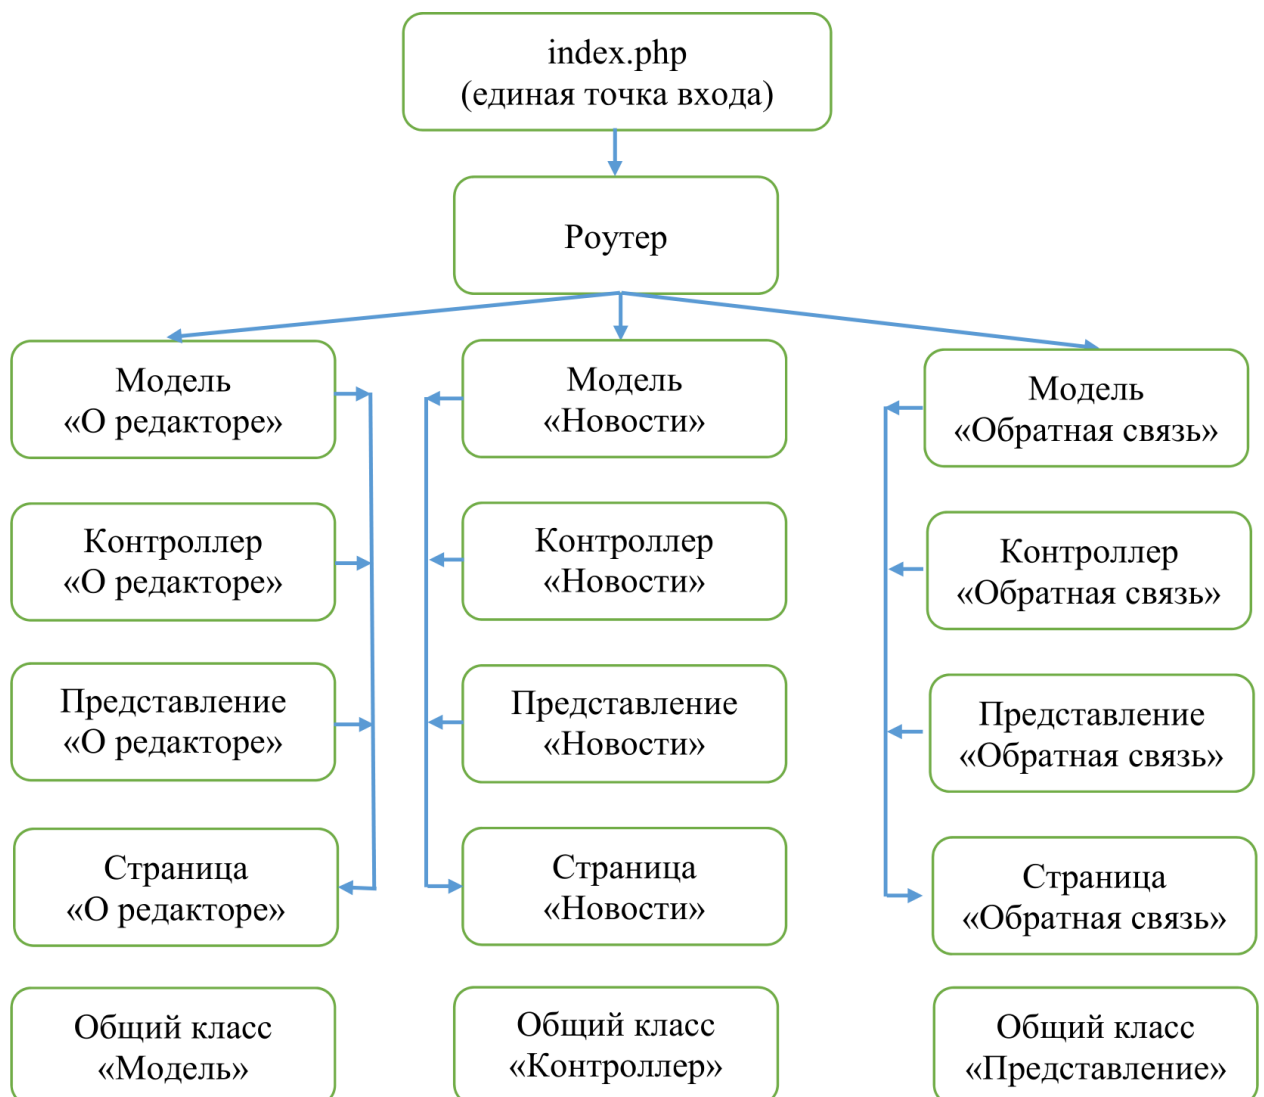 index.php
(единая точка входа)
Роутер
Модель
«О редакторе»
Модель
«Новости»
Модель
«Обратная связь»
Контроллер
«О редакторе»
Контроллер
«Новости»
Контроллер
«Обратная связь»
Представление
«О редакторе»
Представление
«Новости»
Представление
«Обратная связь»
Страница
«О редакторе»
Страница
«Новости»
Страница
«Обратная связь»
Общий класс
«Модель»
Общий класс
«Контроллер»
Общий класс
«Представление»